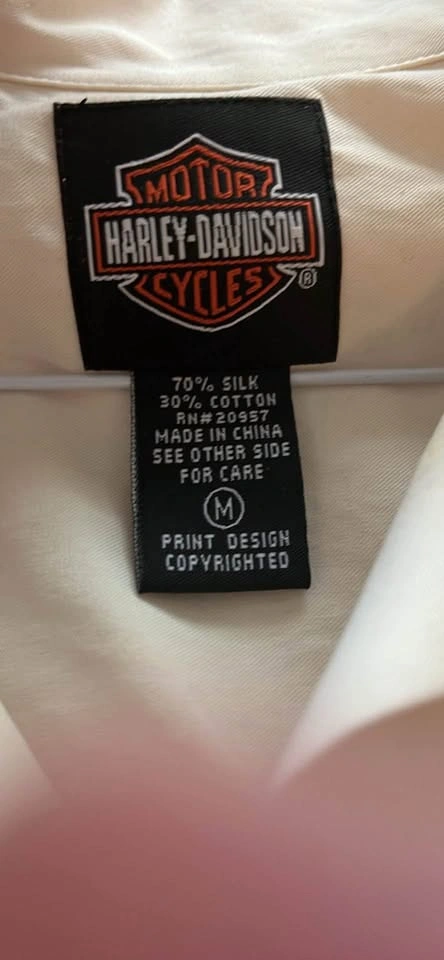 MOTOR
HARLEY-DAVIDSON
CYCLES
®
70% SILK
30% COTTON
RN#20957
MADE IN CHINA
SEE OTHER SIDE
FOR CARE
M
PRINT DESIGN
COPYRIGHTED